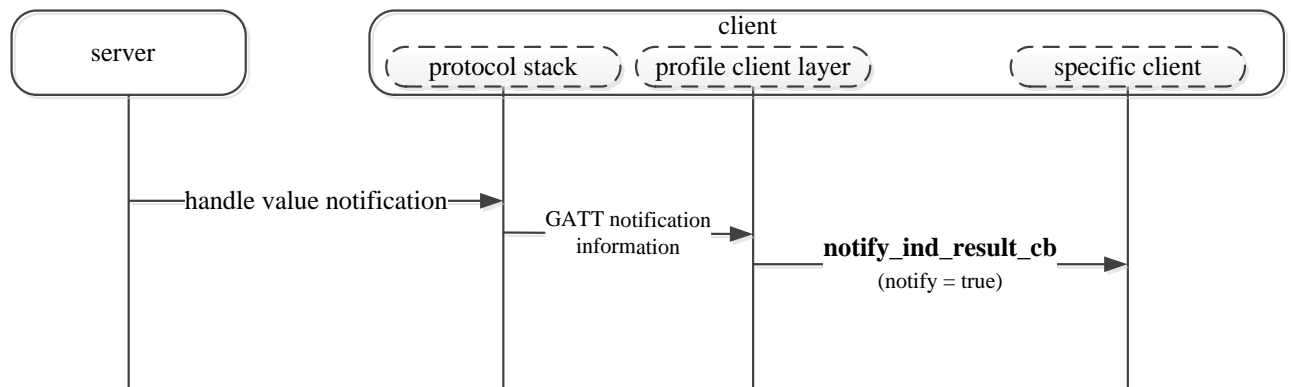 client
server
protocol stack
profile client layer
specific client
handle value notification
GATT notification
information
notify_ind_result_cb
(notify = true)